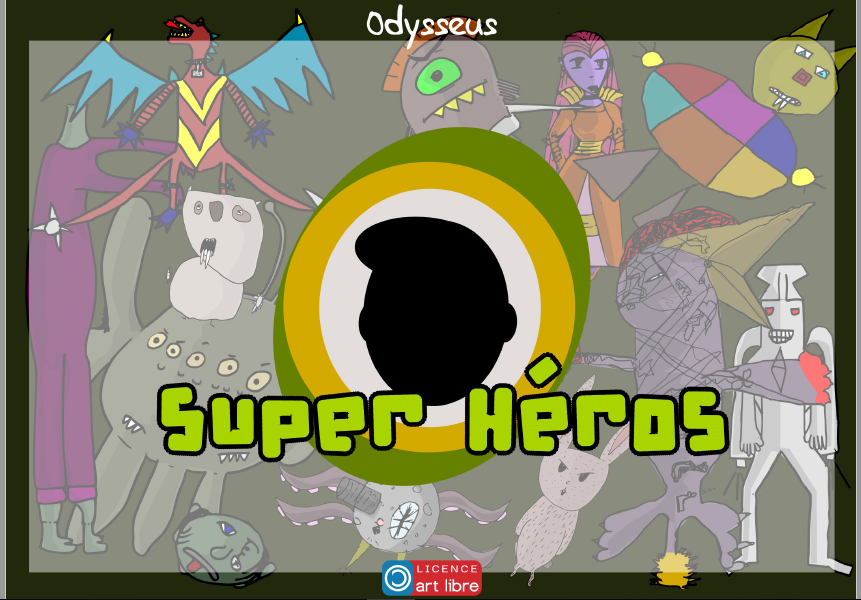 Odysseus
Super Héros
LICENCE
art libre